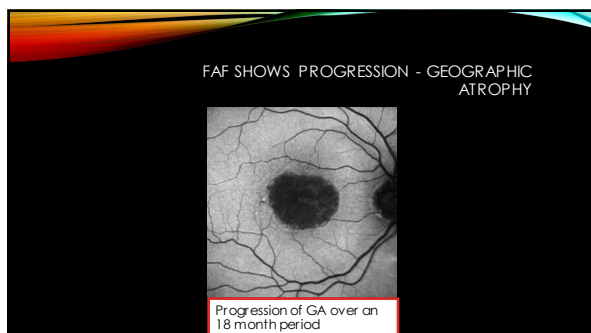 FAF SHOWS PROGRESSION - GEOGRAPHIC
ATROPHY
Progression of GA over an
18 month period